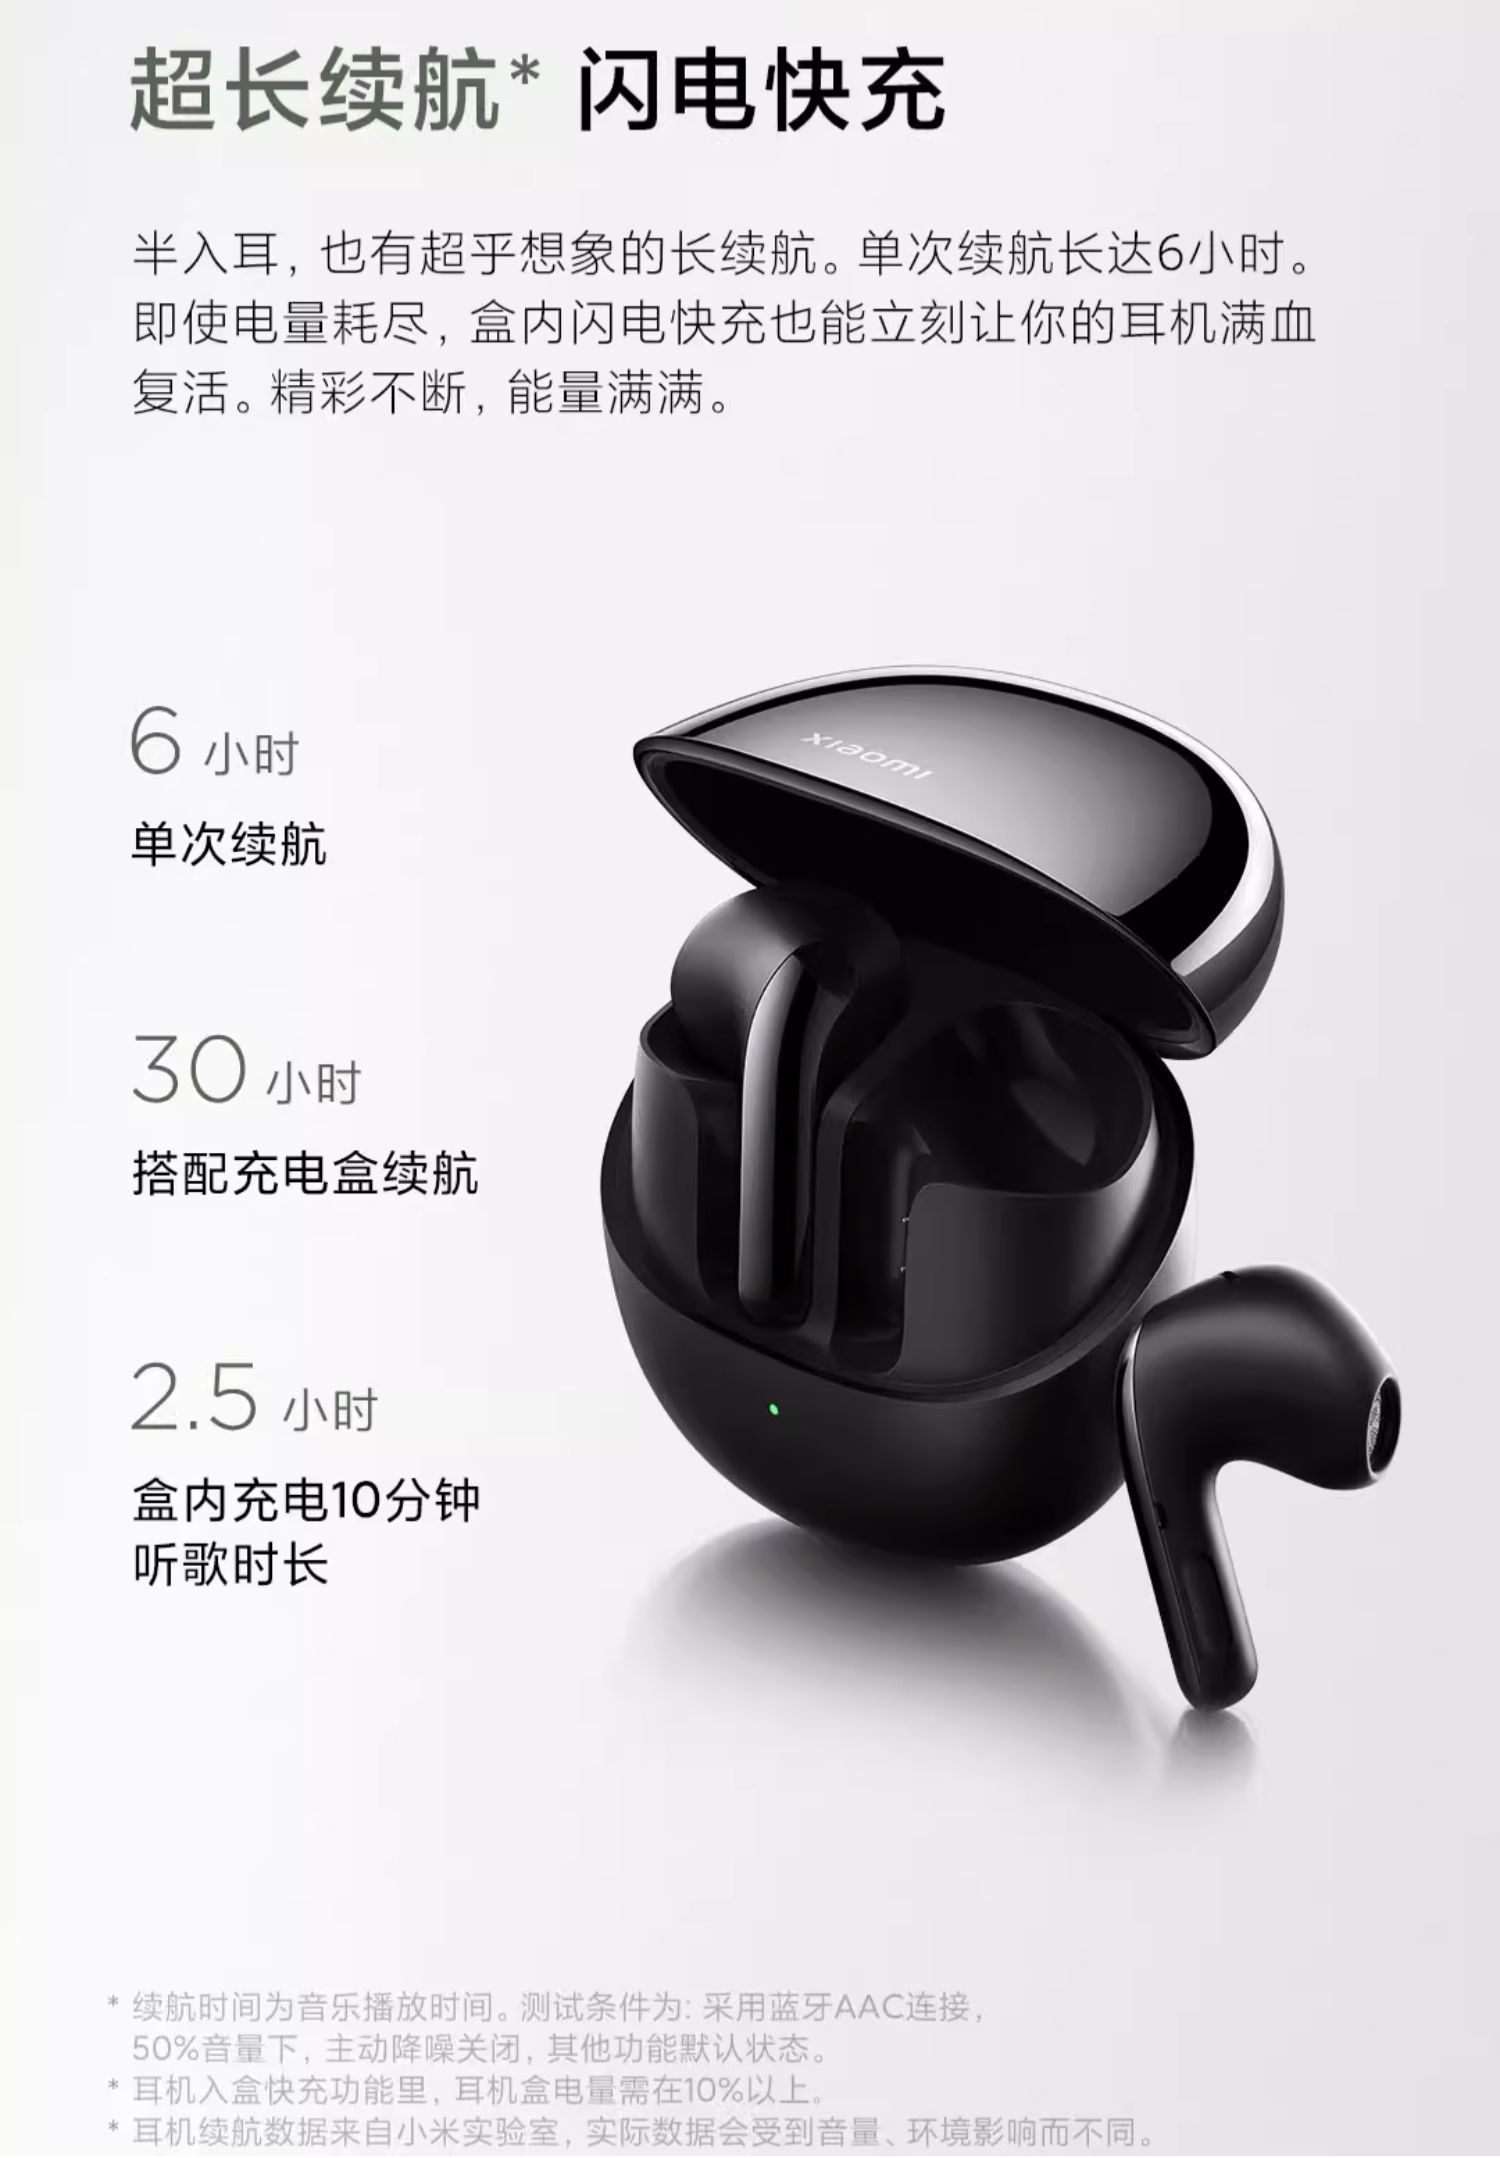 超长续航* 闪电快充
半入耳，也有超乎想象的长续航。单次续航长达6小时。
即使电量耗尽，盒内闪电快充也能立刻让你的耳机满血
复活。精彩不断，能量满满。
xiaomi
6 小时
单次续航
30 小时
搭配充电盒续航
2.5 小时
盒内充电10分钟
听歌时长
* 续航时间为音乐播放时间。测试条件为：采用蓝牙AAC连接，
50%音量下，主动降噪关闭，其他功能默认状态。
* 耳机入盒快充功能里，耳机盒电量需在10%以上。
* 耳机续航数据来自小米实验室，实际数据会受到音量、环境影响而不同。